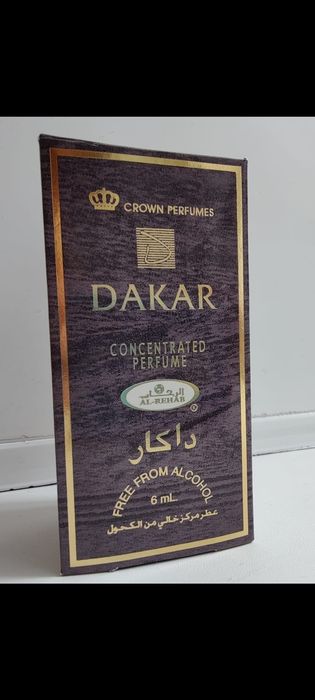 CROWN PERFUMES
DAKAR
CONCENTRATED
PERFUME
الرحاب
AL-REHAB
®
داكار
FREE FROM ALCOHOL
6 mL.
عطر مركز خالي من الكحول